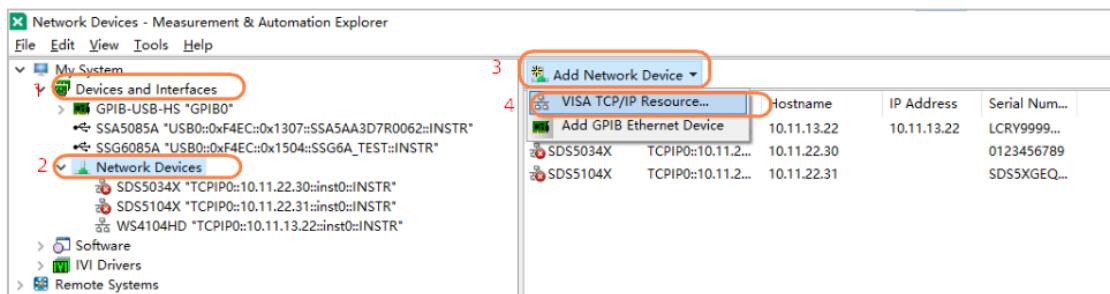 Network Devices - Measurement & Automation Explorer
File Edit View Tools Help
My System
1 Devices and Interfaces
GPIB-USB-HS "GPIB0"
SSA5085A "USB0::0xF4EC::0x1307::SSA5AA3D7R0062::INSTR"
SSG6085A "USB0::0xF4EC::0x1504::SSG6A_TEST::INSTR"
2 Network Devices
SDS5034X "TCPIP0::10.11.22.30::inst0::INSTR"
SDS5104X "TCPIP0::10.11.22.31::inst0::INSTR"
WS4104HD "TCPIP0::10.11.13.22::inst0::INSTR"
Software
IVI Drivers
Remote Systems
3 Add Network Device
4 VISA TCP/IP Resource... Hostname IP Address Serial Num...
Add GPIB Ethernet Device 10.11.13.22 10.11.13.22 LCRY9999...
SDS5034X TCPIP0::10.11.2... 10.11.22.30 0123456789
SDS5104X TCPIP0::10.11.2... 10.11.22.31 SDS5XGEQ...